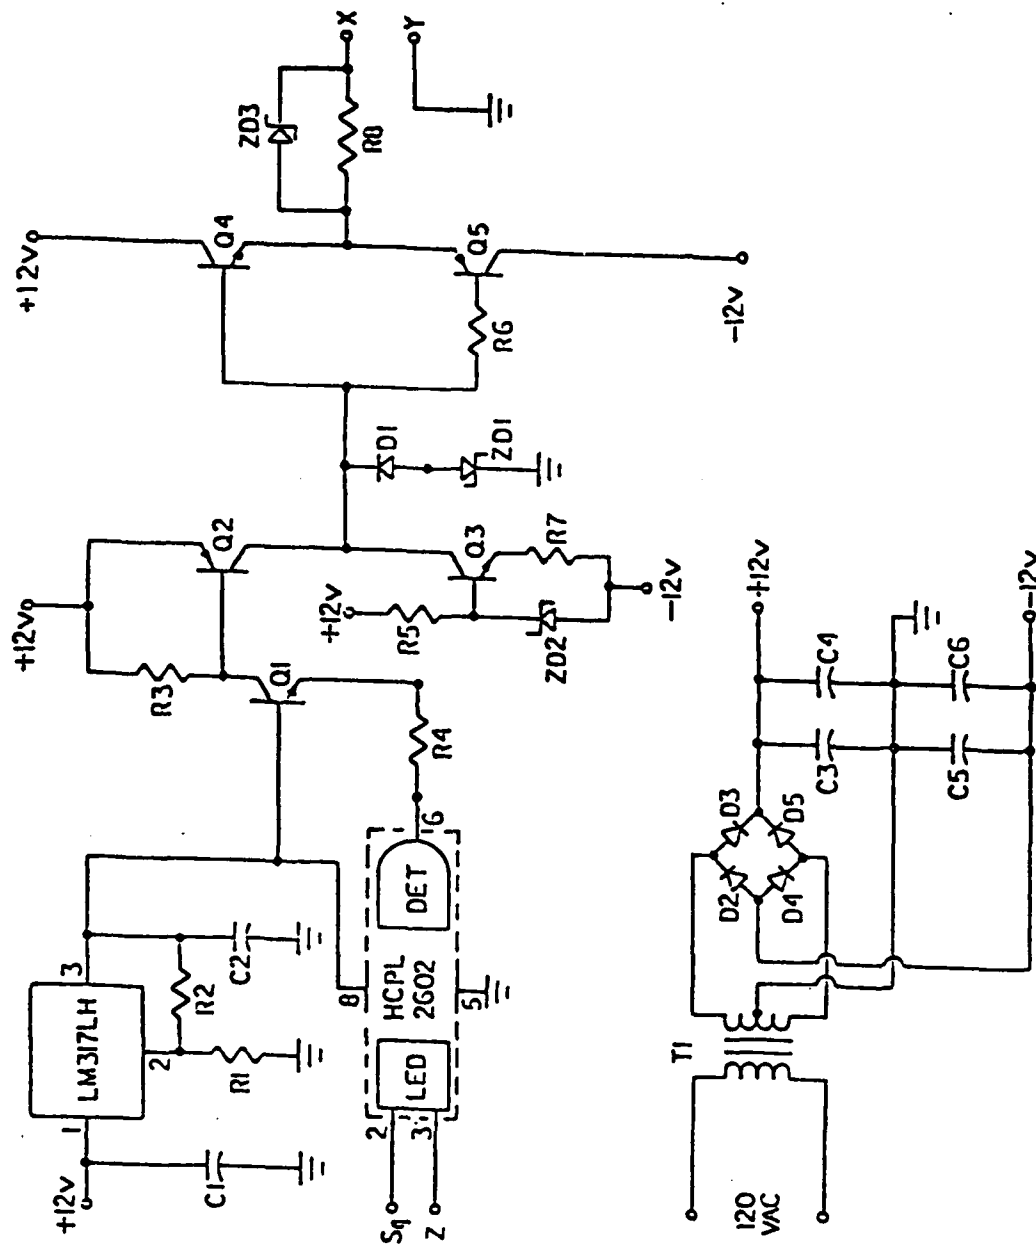 +12v
1
LM317LH
3
2
C1
R1
R2
C2
Sq
Z
2
3
LED
HCPL
2602
8
5
DET
6
R4
+12v
R3
Q1
Q2
+12v
R5
Q3
R7
ZD2
-12v
D1
ZD1
+12v
Q4
R6
Q5
-12v
ZD3
R8
X
Y
120
VAC
T1
D2
D3
D4
D5
C3
C4
C5
C6
+12v
-12v